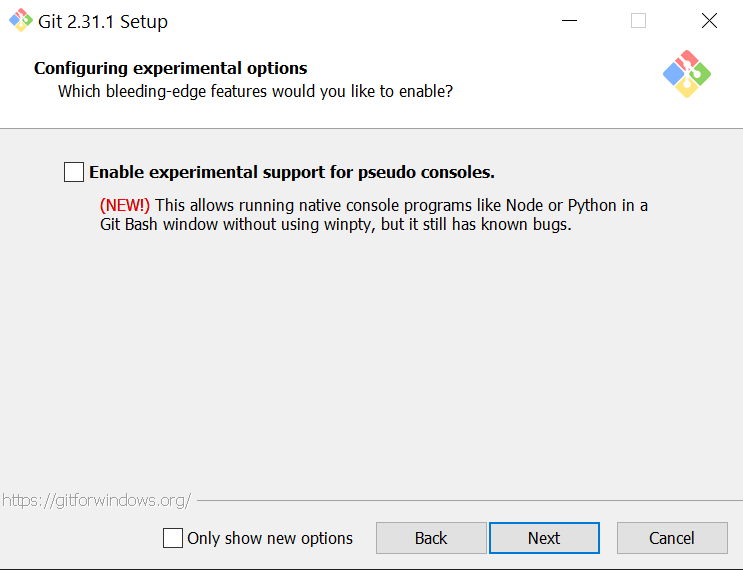 Git 2.31.1 Setup
Configuring experimental options
Which bleeding-edge features would you like to enable?
Enable experimental support for pseudo consoles.
(NEW!) This allows running native console programs like Node or Python in a
Git Bash window without using winpty, but it still has known bugs.
https://gitforwindows.org/
Only show new options
Back
Next
Cancel